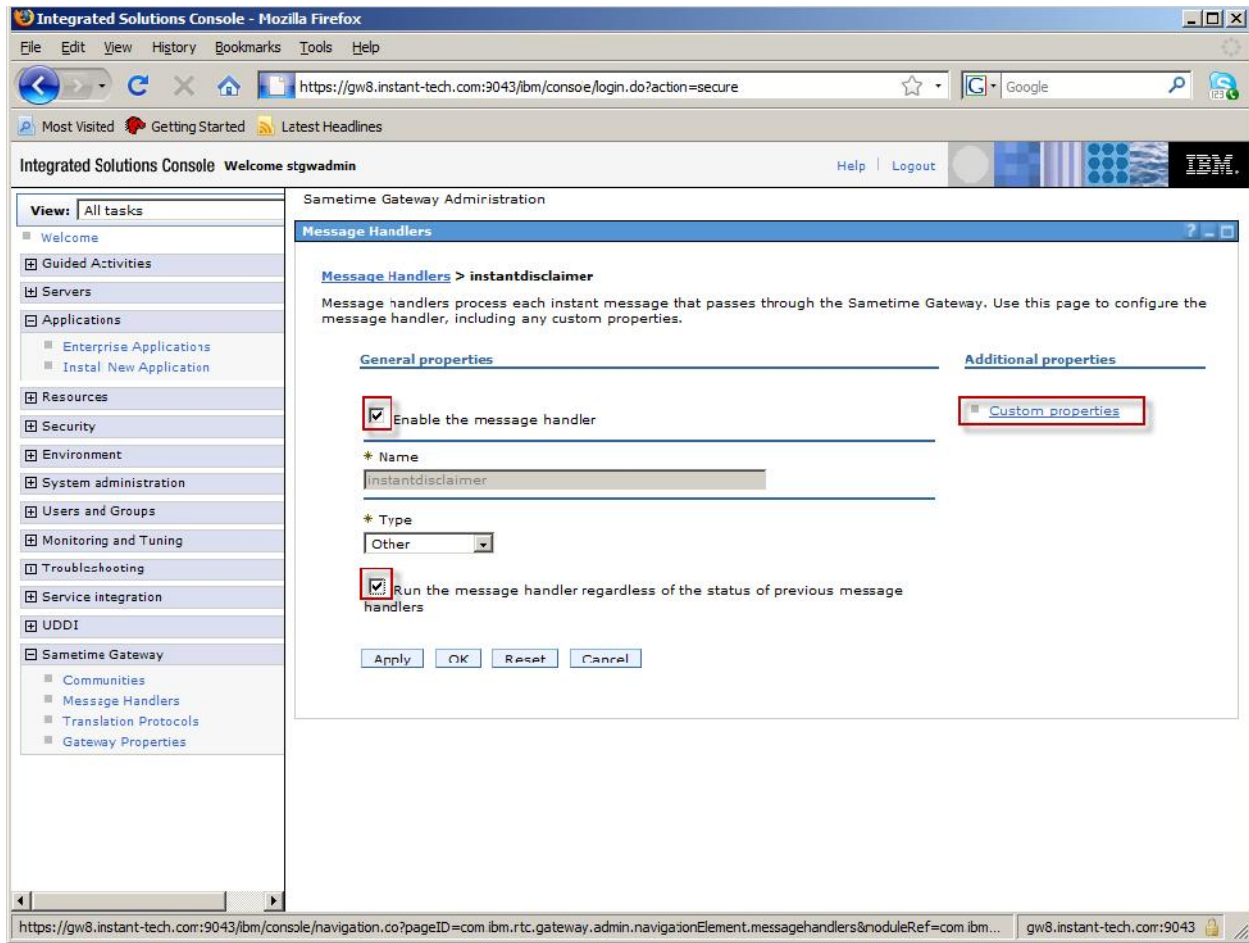 Integrated Solutions Console - Mozilla Firefox
File Edit View History Bookmarks Tools Help
https://gw8.instant-tech.com:9043/ibm/console/login.do?action=secure
Google
Most Visited Getting Started Latest Headlines
Integrated Solutions Console Welcome stgwadmin
Help Logout
IBM.
View: All tasks
Welcome
Guided Activities
Servers
Applications
Enterprise Applications
Install New Application
Resources
Security
Environment
System administration
Users and Groups
Monitoring and Tuning
Troubleshooting
Service integration
UDDI
Sametime Gateway
Communities
Message Handlers
Translation Protocols
Gateway Properties
Sametime Gateway Administration
Message Handlers ? _
Message Handlers > instantdisclaimer
Message handlers process each instant message that passes through the Sametime Gateway. Use this page to configure the
message handler, including any custom properties.
General properties
Enable the message handler
* Name
instantdisclaimer
* Type
Other
Run the message handler regardless of the status of previous message
handlers
Apply OK Reset Cancel
Additional properties
Custom properties
https://gw8.instant-tech.com:9043/ibm/console/navigation.do?pageID=com.ibm.rtc.gateway.admin.navigationElement.messagehandlers&moduleRef=com.ibm...
gw8.instant-tech.com:9043